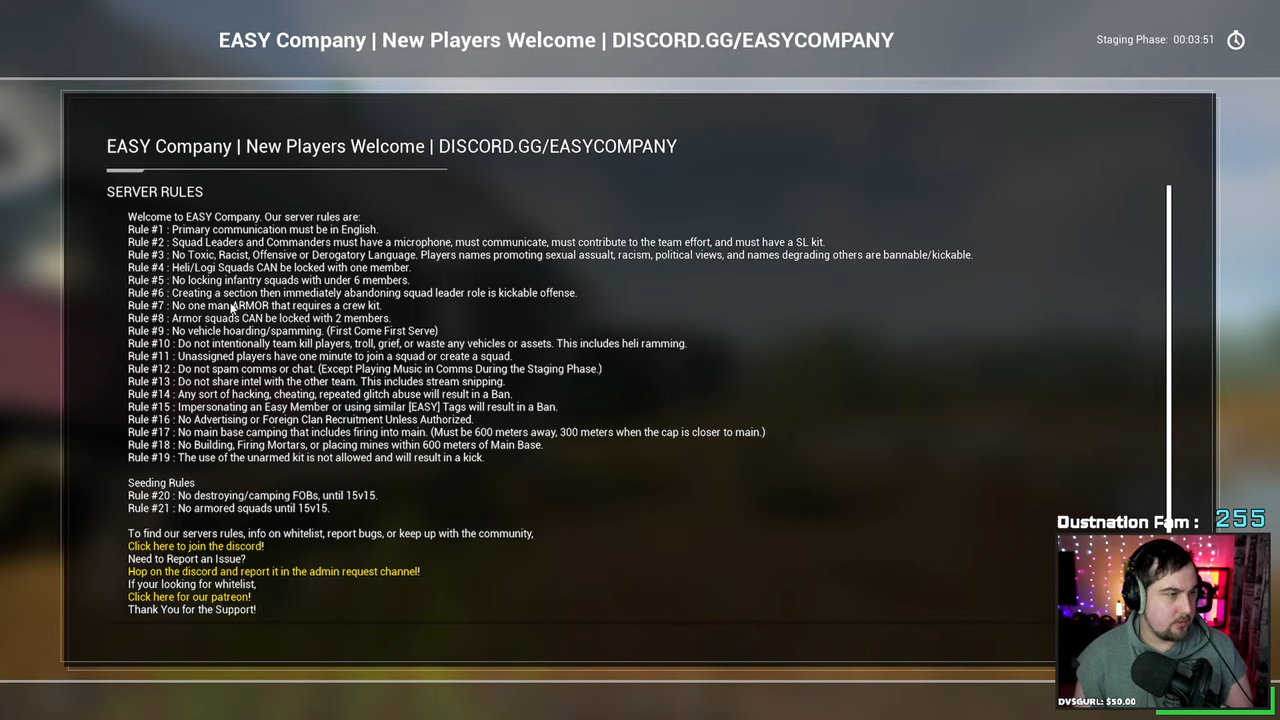 EASY Company | New Players Welcome | DISCORD.GG/EASYCOMPANY
Staging Phase: 00:03:51
EASY Company | New Players Welcome | DISCORD.GG/EASYCOMPANY
SERVER RULES
Welcome to EASY Company. Our server rules are:
Rule #1 : Primary communication must be in English.
Rule #2 : Squad Leaders and Commanders must have a microphone, must communicate, must contribute to the team effort, and must have a SL kit.
Rule #3 : No Toxic, Racist, Offensive or Derogatory Language. Players names promoting sexual assualt, racism, political views, and names degrading others are bannable/kickable.
Rule #4 : Heli/Logi Squads CAN be locked with one member.
Rule #5 : No locking infantry squads with under 6 members.
Rule #6 : Creating a section then immediately abandoning squad leader role is kickable offense.
Rule #7 : No one man ARMOR that requires a crew kit.
Rule #8 : Armor squads CAN be locked with 2 members.
Rule #9 : No vehicle hoarding/spamming. (First Come First Serve)
Rule #10 : Do not intentionally team kill players, troll, grief, or waste any vehicles or assets. This includes heli ramming.
Rule #11 : Unassigned players have one minute to join a squad or create a squad.
Rule #12 : Do not spam comms or chat. (Except Playing Music in Comms During the Staging Phase.)
Rule #13 : Do not share intel with the other team. This includes stream snipping.
Rule #14 : Any sort of hacking, cheating, repeated glitch abuse will result in a Ban.
Rule #15 : Impersonating an Easy Member or using similar [EASY] Tags will result in a Ban.
Rule #16 : No Advertising or Foreign Clan Recruitment Unless Authorized.
Rule #17 : No main base camping that includes firing into main. (Must be 600 meters away, 300 meters when the cap is closer to main.)
Rule #18 : No Building, Firing Mortars, or placing mines within 600 meters of Main Base.
Rule #19 : The use of the unarmed kit is not allowed and will result in a kick.
Seeding Rules
Rule #20 : No destroying/camping FOBs, until 15v15.
Rule #21 : No armored squads until 15v15.
To find our servers rules, info on whitelist, report bugs, or keep up with the community,
Click here to join the discord!
Need to Report an Issue?
Hop on the discord and report it in the admin request channel!
If your looking for whitelist,
Click here for our patreon!
Thank You for the Support!
Dustnation Fam : 255
DVSGURL: $50.00